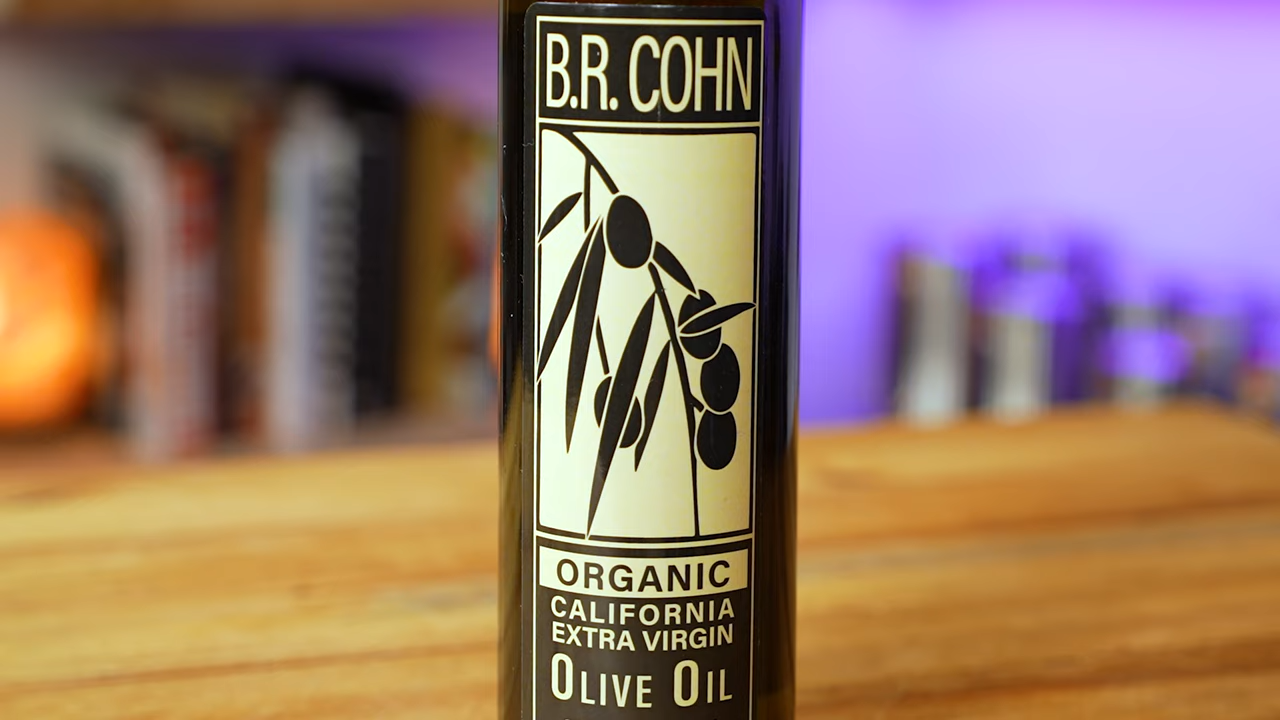 B.R. COHN
ORGANIC
CALIFORNIA
EXTRA VIRGIN
OLIVE OIL